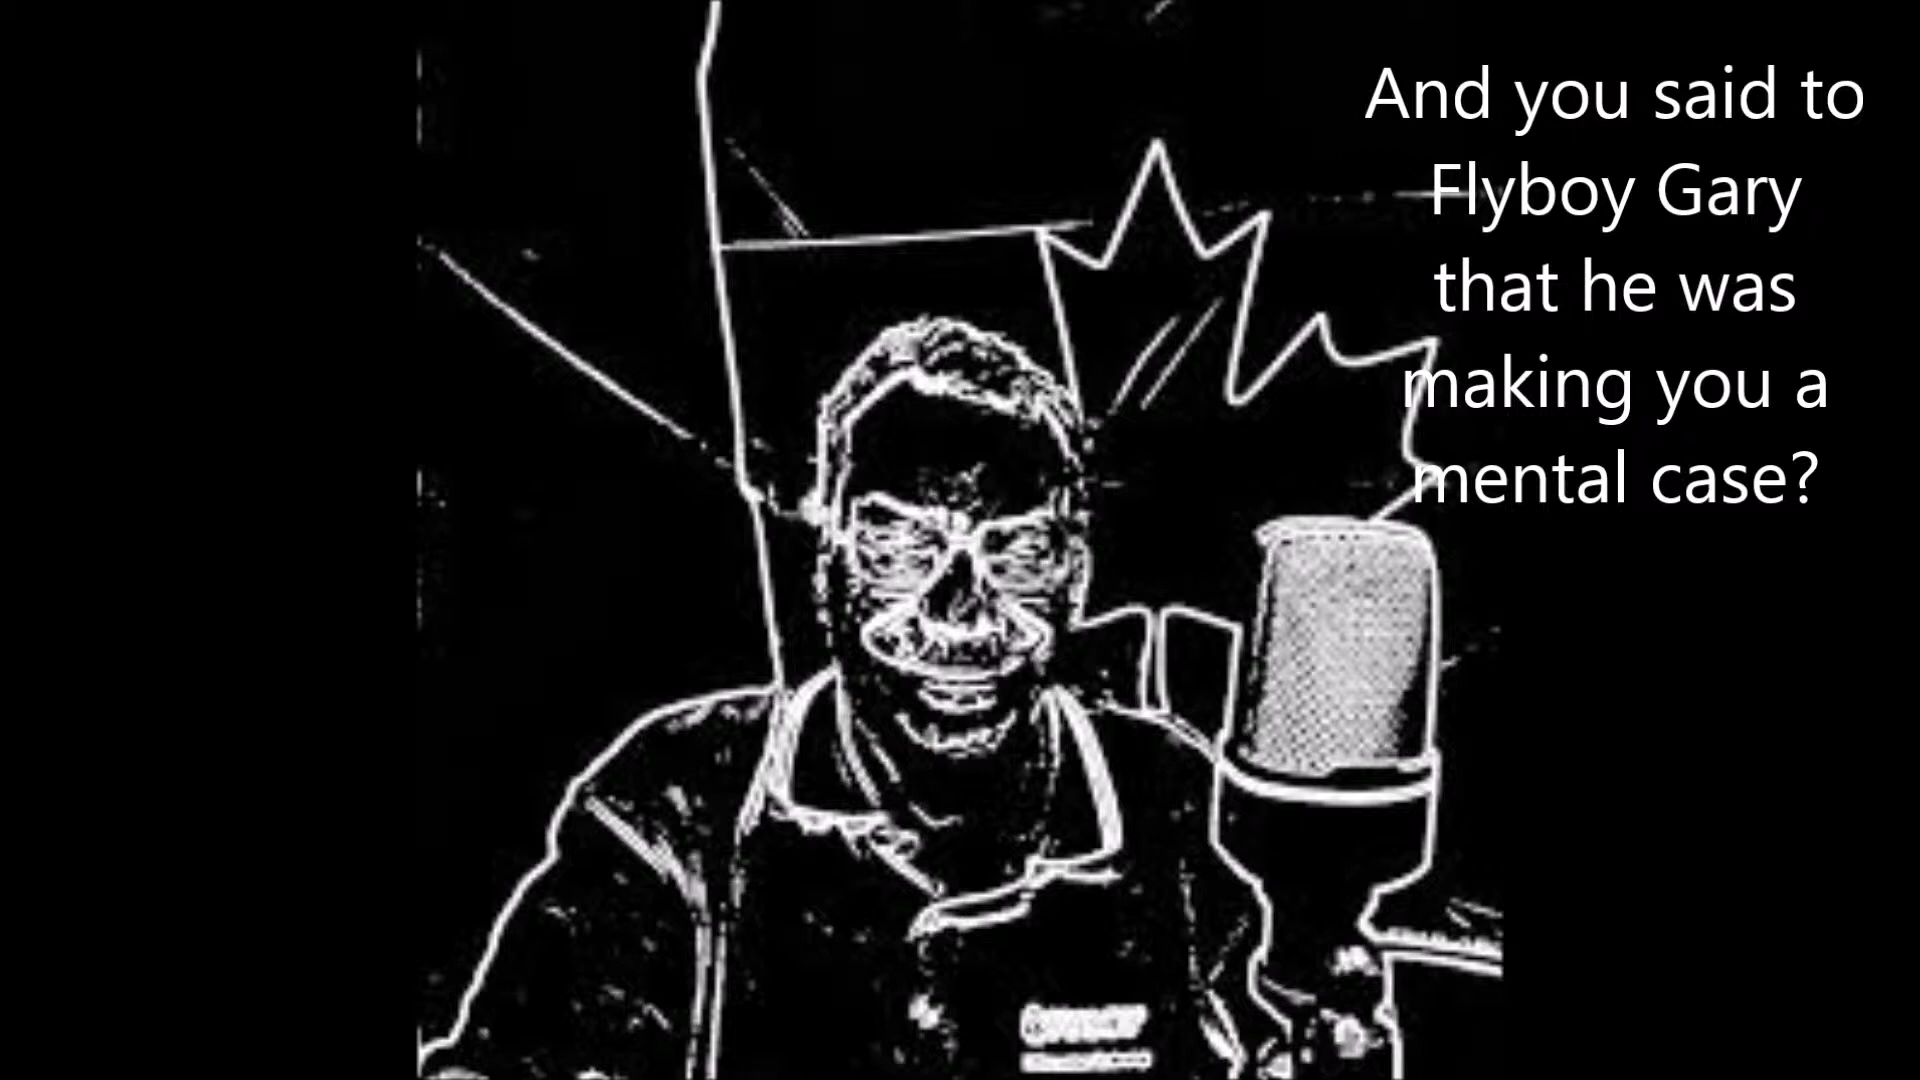 And you said to
Flyboy Gary
that he was
making you a
mental case?